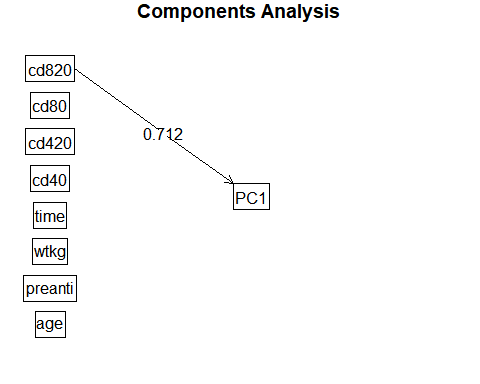 Components Analysis
cd820
cd80
cd420
0.712
cd40
PC1
time
wtkg
preanti
age